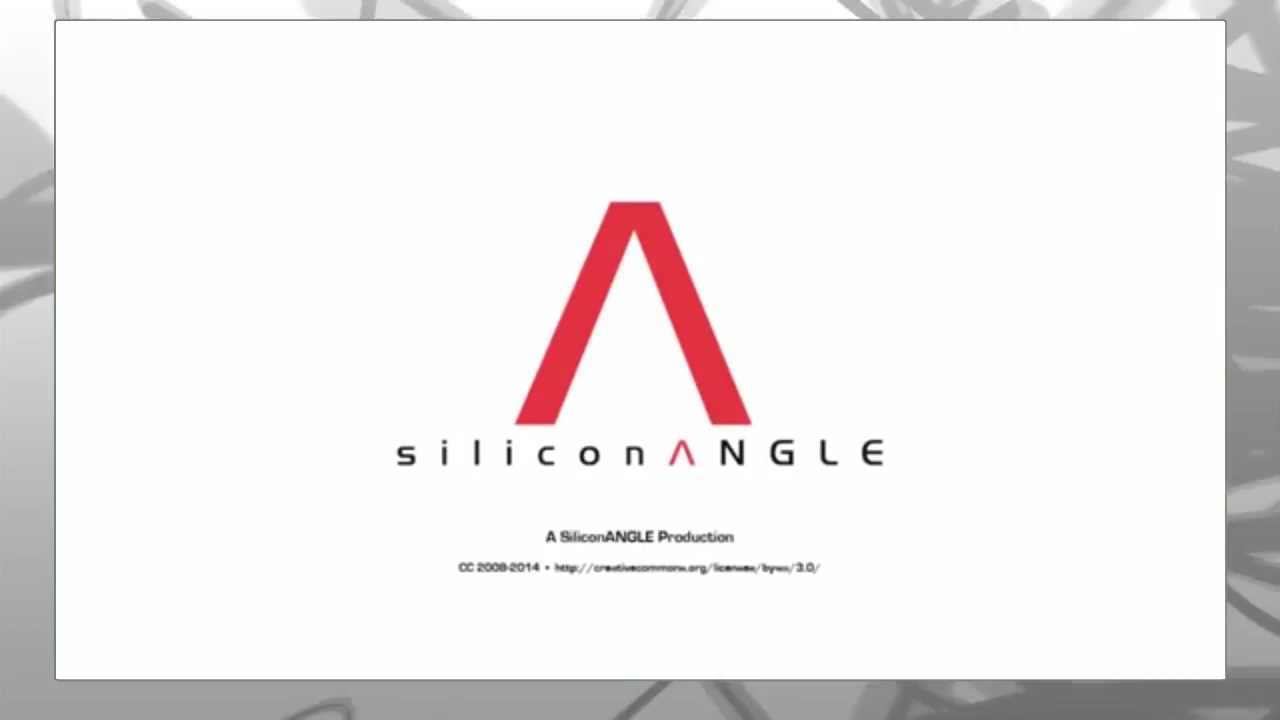 siliconANGLE
A SiliconANGLE Production
CC 2008-2014 • http://creativecommons.org/licenses/by-sa/3.0/